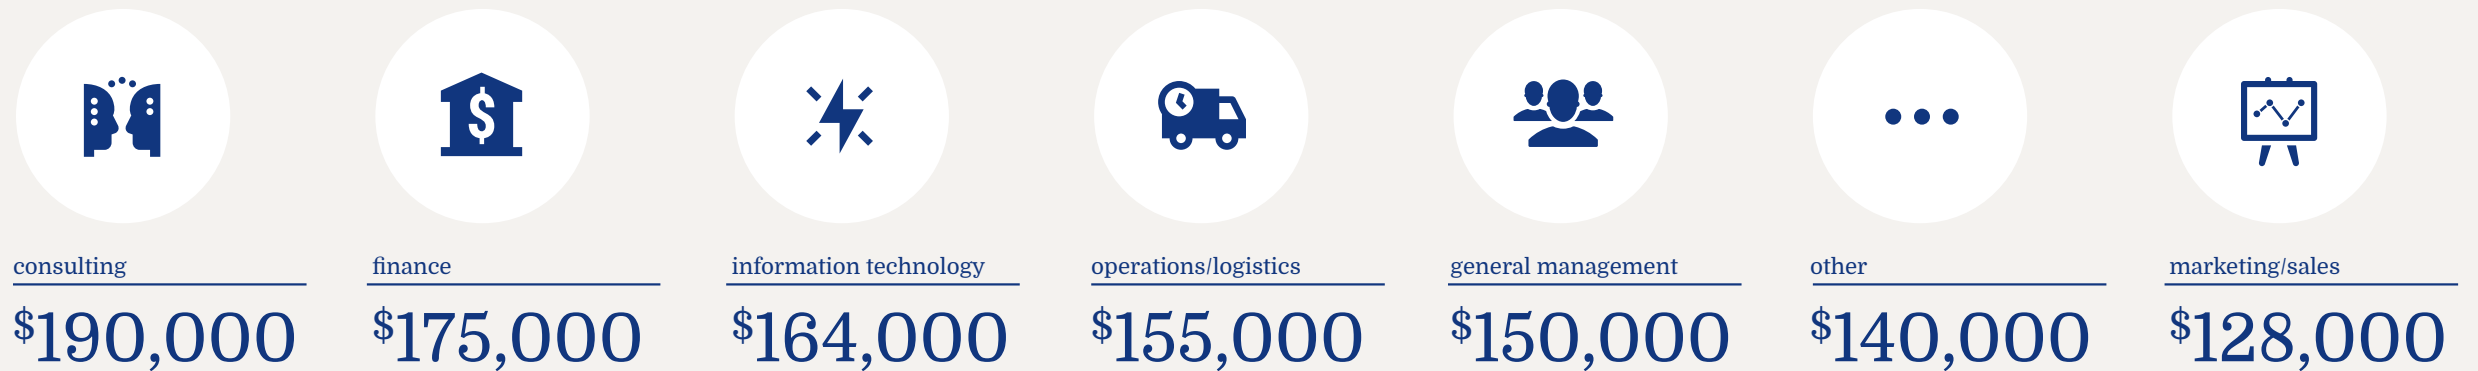 consulting
$190,000
finance
$175,000
information technology
$164,000
operations/logistics
$155,000
general management
$150,000
other
$140,000
marketing/sales
$128,000